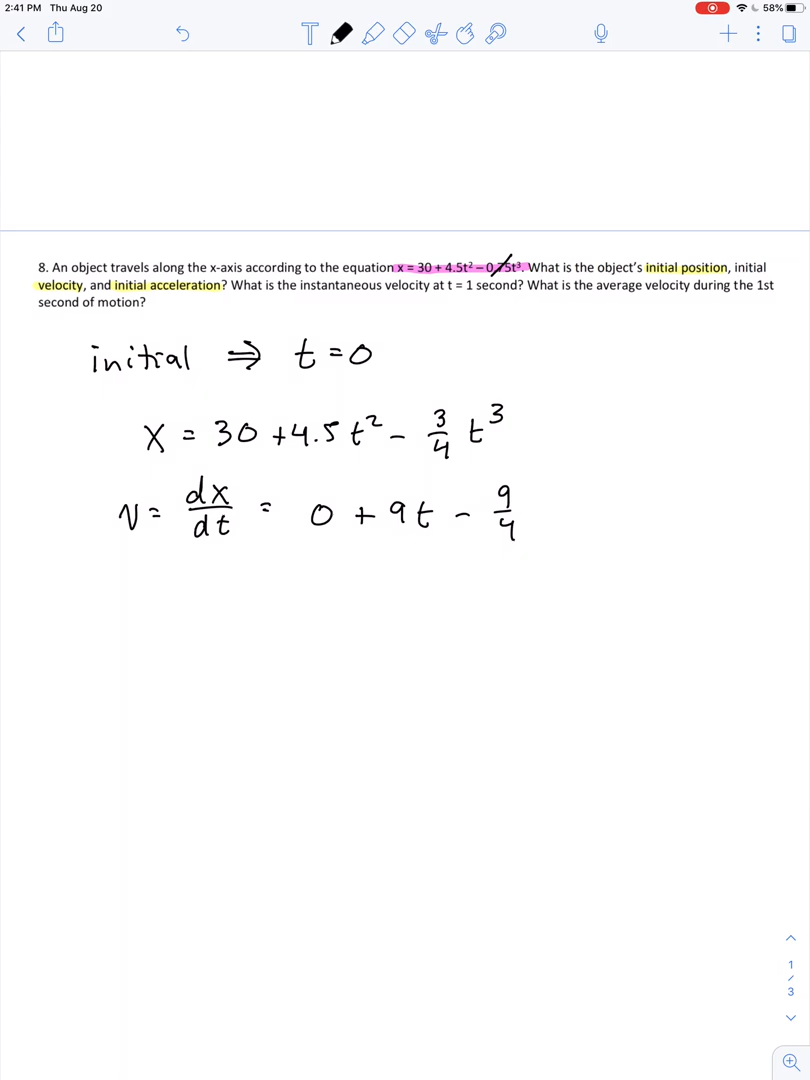 2:41 PM Thu Aug 20
58%
T
8. An object travels along the x-axis according to the equation x = 30 + 4.5t² – 0.75t³. What is the object's initial position, initial
velocity, and initial acceleration? What is the instantaneous velocity at t = 1 second? What is the average velocity during the 1st
second of motion?
initial ⇒ t = 0
x = 30 + 4.5 t² - 3/4 t³
v = dx/dt = 0 + 9t - 9/4
1
/
3